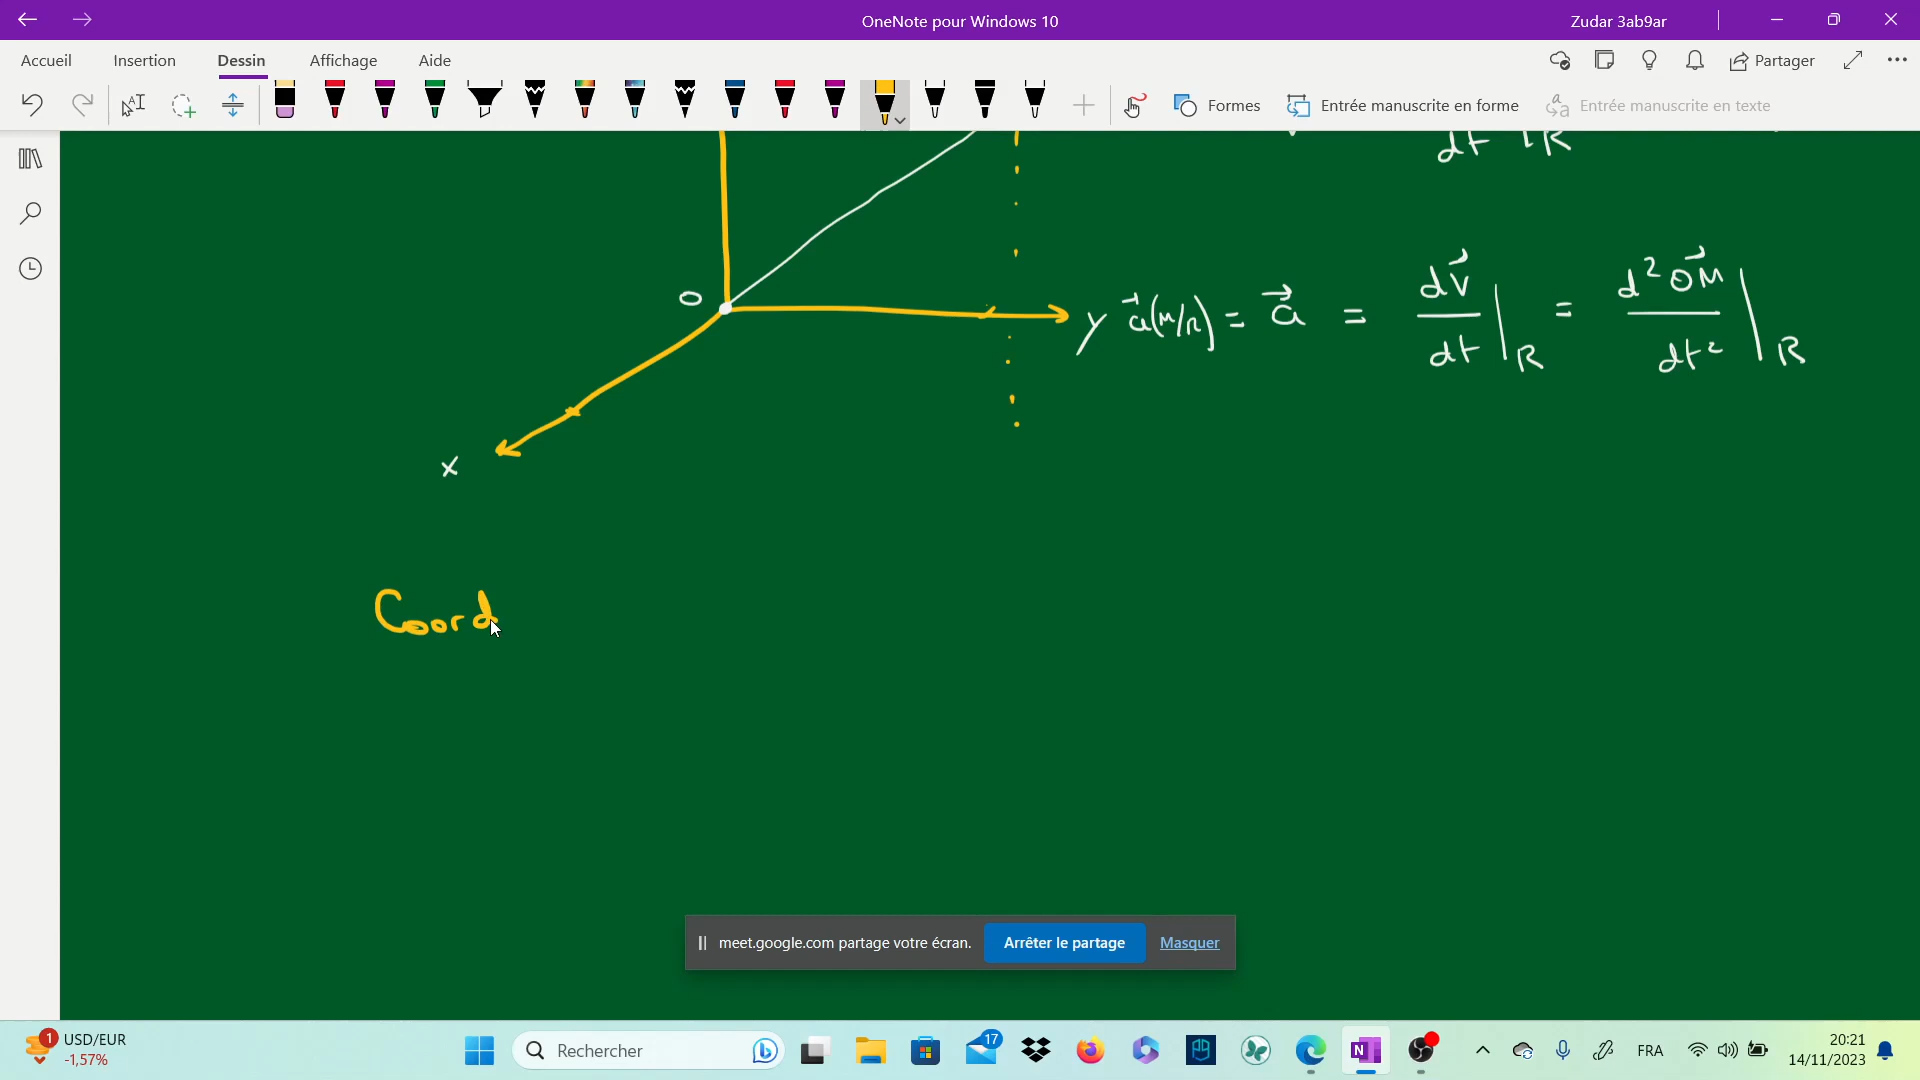 OneNote pour Windows 10
Zudar 3ab9ar
Accueil Insertion Dessin Affichage Aide
Partager
Formes
Entrée manuscrite en forme
Entrée manuscrite en texte
dt R
O
y a⃗(M/R) = a⃗ = dv⃗/dt |R = d²OM⃗/dt² |R
x
Coord
meet.google.com partage votre écran. Arrêter le partage Masquer
1 USD/EUR
-1,57%
Rechercher
17
FRA
20:21
14/11/2023